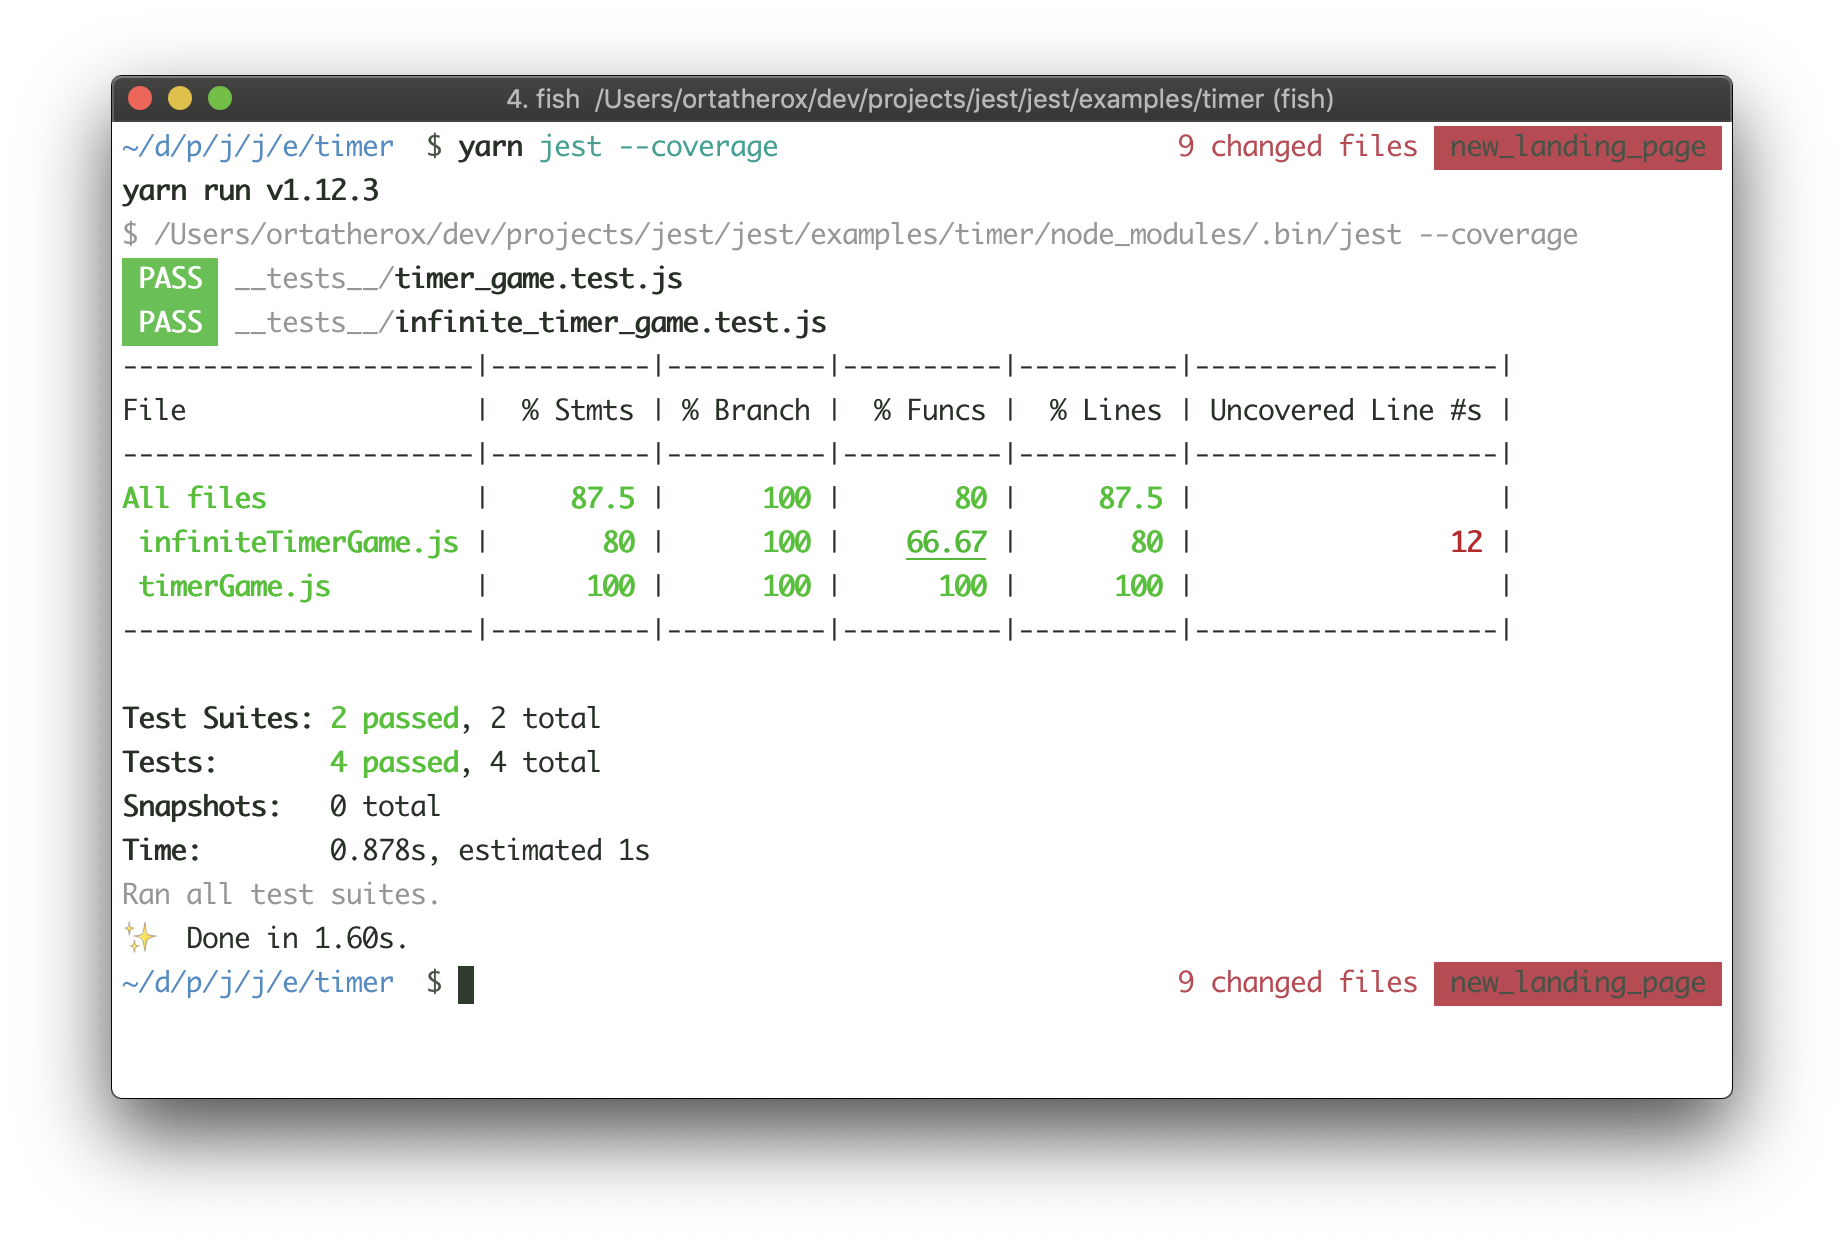 4. fish  /Users/ortatherox/dev/projects/jest/jest/examples/timer (fish)
~/d/p/j/j/e/timer  $ yarn jest --coverage                         9 changed files  new_landing_page
yarn run v1.12.3
$ /Users/ortatherox/dev/projects/jest/jest/examples/timer/node_modules/.bin/jest --coverage
 PASS  __tests__/timer_game.test.js
 PASS  __tests__/infinite_timer_game.test.js
----------------------|----------|----------|----------|----------|-------------------|
File                  |  % Stmts | % Branch |  % Funcs |  % Lines | Uncovered Line #s |
----------------------|----------|----------|----------|----------|-------------------|
All files             |     87.5 |      100 |       80 |     87.5 |                   |
 infiniteTimerGame.js |       80 |      100 |    66.67 |       80 |                12 |
 timerGame.js         |      100 |      100 |      100 |      100 |                   |
----------------------|----------|----------|----------|----------|-------------------|
Test Suites: 2 passed, 2 total
Tests:       4 passed, 4 total
Snapshots:   0 total
Time:        0.878s, estimated 1s
Ran all test suites.
✨  Done in 1.60s.
~/d/p/j/j/e/timer  $                                              9 changed files  new_landing_page